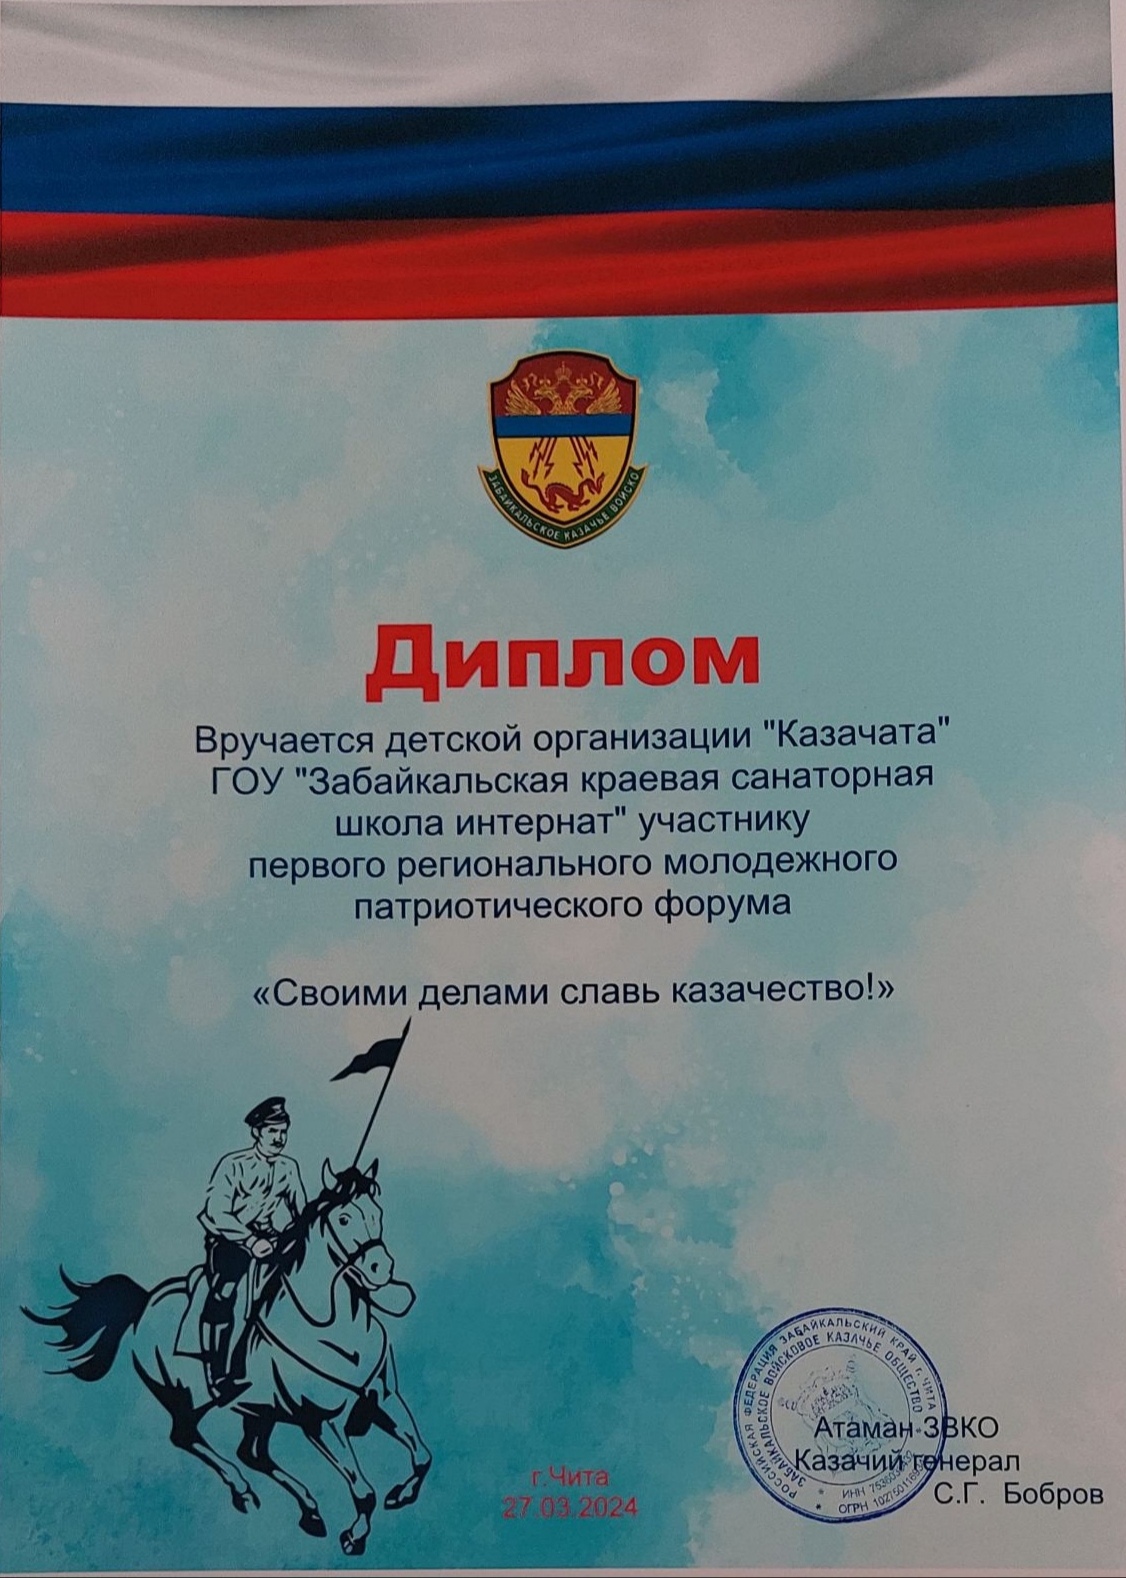 ЗАБАЙКАЛЬСКОЕ КАЗАЧЬЕ ВОЙСКО
Диплом
Вручается детской организации "Казачата"
ГОУ "Забайкальская краевая санаторная
школа интернат" участнику
первого регионального молодежного
патриотического форума
«Своими делами славь казачество!»
РОССИЙСКАЯ ФЕДЕРАЦИЯ ЗАБАЙКАЛЬСКИЙ КРАЙ г. ЧИТА
ЗАБАЙКАЛЬСКОЕ ВОЙСКОВОЕ КАЗАЧЬЕ ОБЩЕСТВО
ИНН
ОГРН
Атаман ЗВКО
Казачий генерал
С.Г. Бобров
г.Чита
27.03.2024